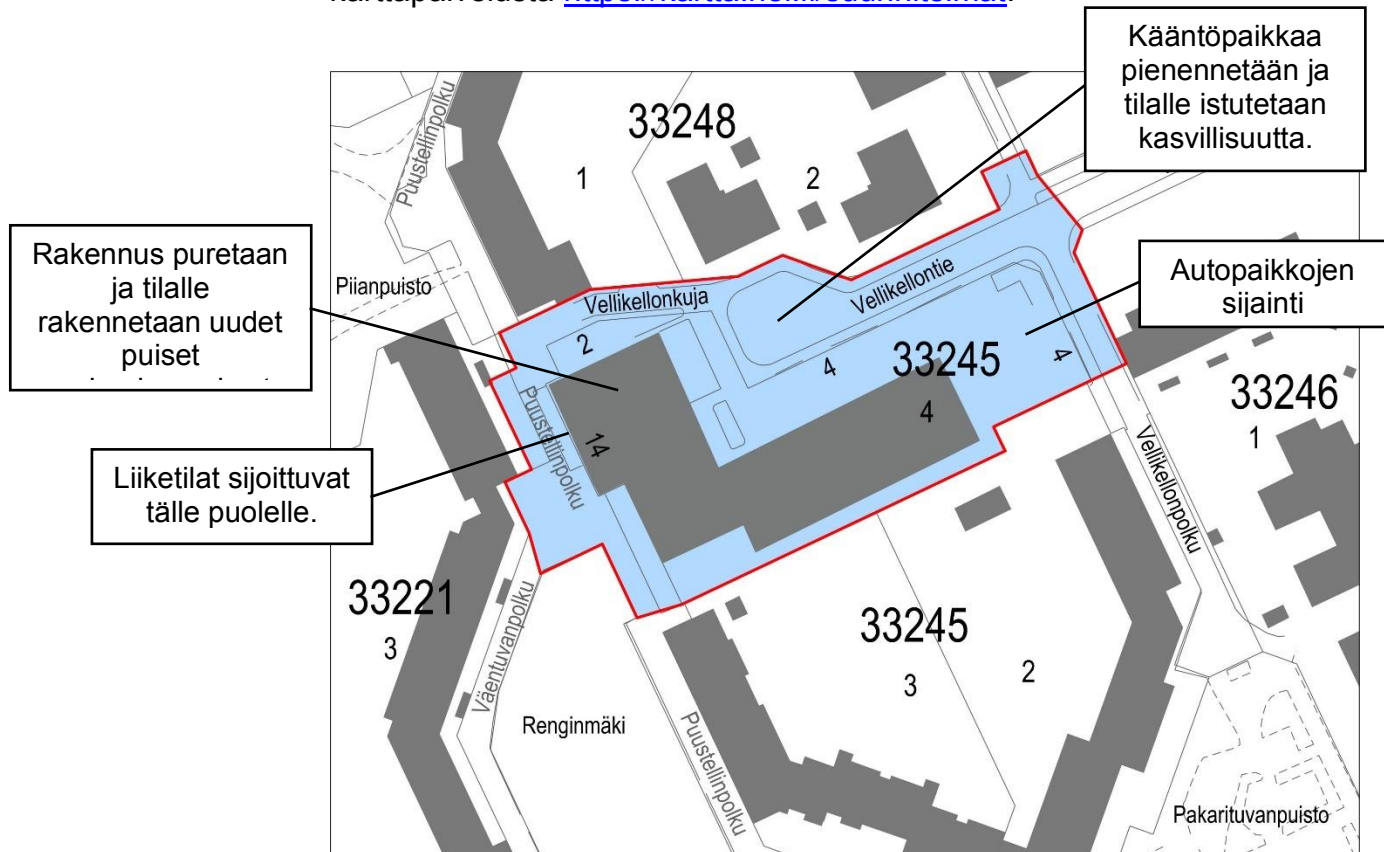 Kääntöpaikkaa
pienennetään ja
tilalle istutetaan
kasvillisuutta.
Puustellinpolku
33248
1
2
Rakennus puretaan
ja tilalle
rakennetaan uudet
puiset
Piianpuisto
Vellikellonkuja
Vellikellontie
Autopaikkojen
sijainti
2
4
33245
4
4
33246
1
Puustellinpolku
14
Vellikellonpolku
Liiketilat sijoittuvat
tälle puolelle.
33221
3
Väentuvanpolku
33245
3
2
Renginmäki
Puustellinpolku
Pakarituvanpuisto